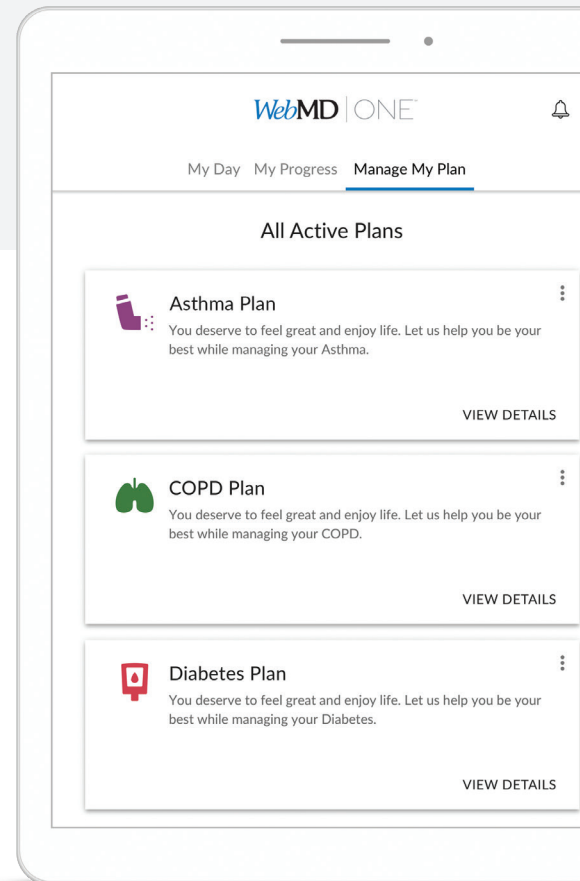 WebMD | ONE
My Day My Progress Manage My Plan
All Active Plans
Asthma Plan
You deserve to feel great and enjoy life. Let us help you be your
best while managing your Asthma.
VIEW DETAILS
COPD Plan
You deserve to feel great and enjoy life. Let us help you be your
best while managing your COPD.
VIEW DETAILS
Diabetes Plan
You deserve to feel great and enjoy life. Let us help you be your
best while managing your Diabetes.
VIEW DETAILS